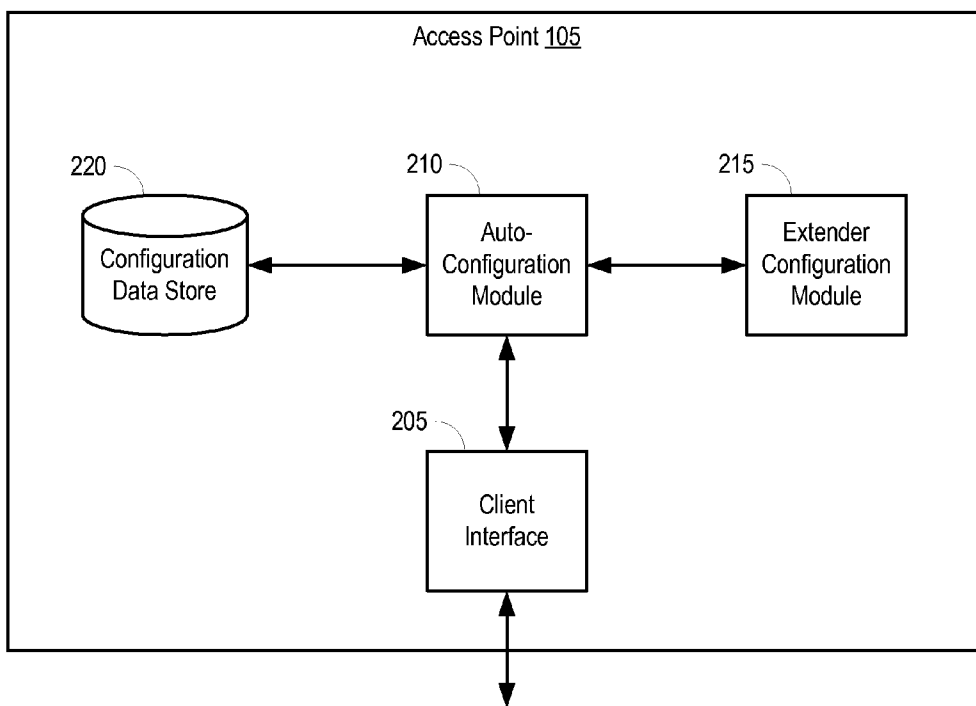 Access Point 105
220
210
215
Configuration
Data Store
Auto-
Configuration
Module
Extender
Configuration
Module
205
Client
Interface